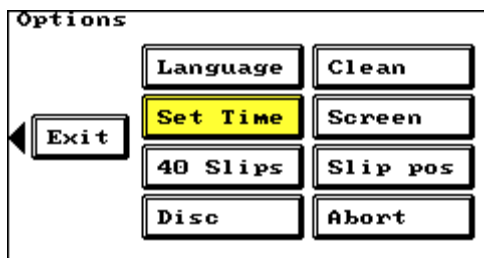 Options
Language Clean
Set Time Screen
Exit
40 Slips Slip pos
Disc Abort